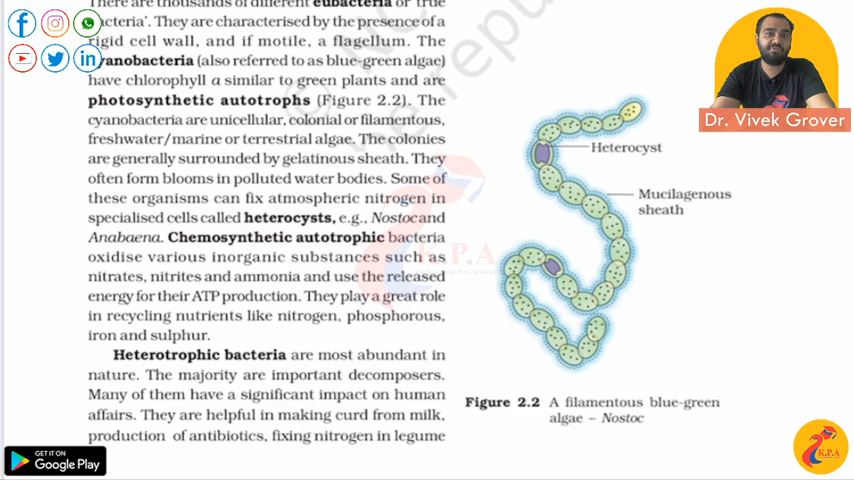 There are thousands of different eubacteria or 'true
bacteria'. They are characterised by the presence of a
rigid cell wall, and if motile, a flagellum. The
cyanobacteria (also referred to as blue-green algae)
have chlorophyll a similar to green plants and are
photosynthetic autotrophs (Figure 2.2). The
cyanobacteria are unicellular, colonial or filamentous,
freshwater/marine or terrestrial algae. The colonies
are generally surrounded by gelatinous sheath. They
often form blooms in polluted water bodies. Some of
these organisms can fix atmospheric nitrogen in
specialised cells called heterocysts, e.g., Nostoc and
Anabaena. Chemosynthetic autotrophic bacteria
oxidise various inorganic substances such as
nitrates, nitrites and ammonia and use the released
energy for their ATP production. They play a great role
in recycling nutrients like nitrogen, phosphorous,
iron and sulphur.
Heterotrophic bacteria are most abundant in
nature. The majority are important decomposers.
Many of them have a significant impact on human
affairs. They are helpful in making curd from milk,
production of antibiotics, fixing nitrogen in legume
Heterocyst
Mucilagenous
sheath
Figure 2.2 A filamentous blue-green
algae – Nostoc
Dr. Vivek Grover
GET IT ON
Google Play
K.P.A
K.P.A
be repu